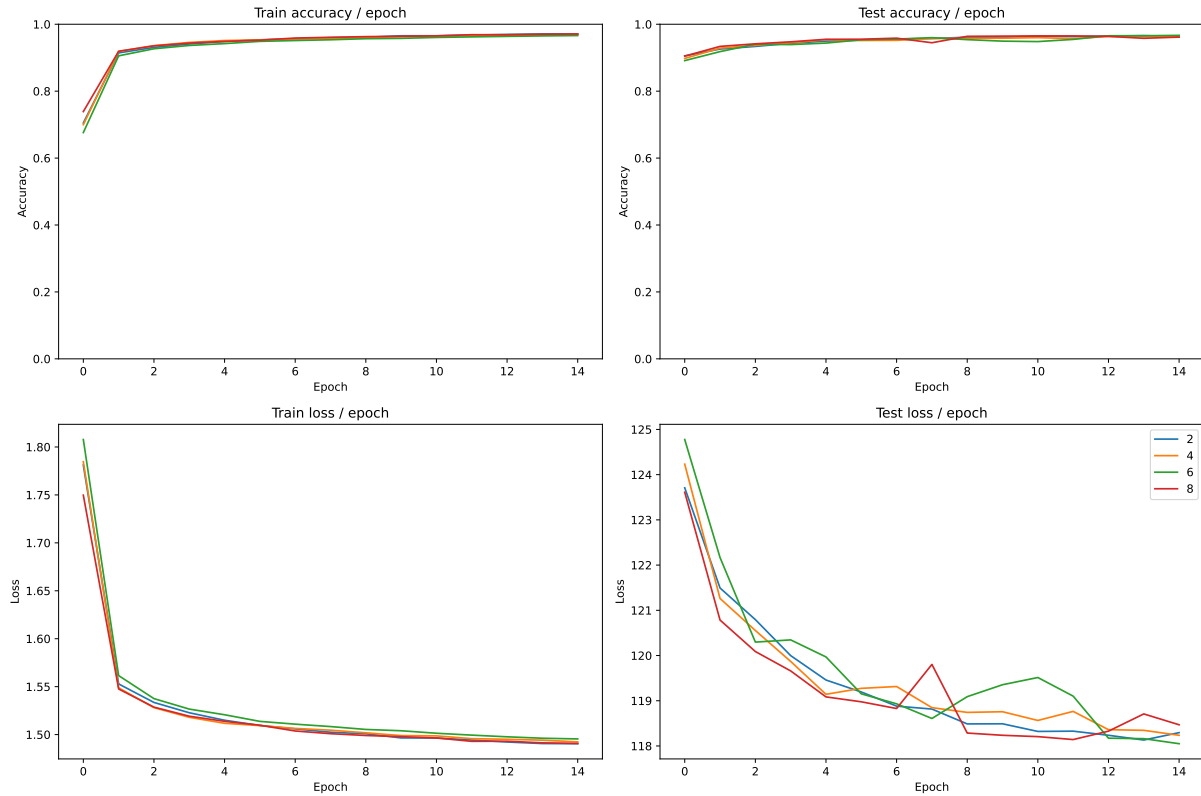 Train accuracy / epoch
1.0
0.8
0.6
0.4
0.2
0.0
Accuracy
0 2 4 6 8 10 12 14
Epoch
Test accuracy / epoch
1.0
0.8
0.6
0.4
0.2
0.0
Accuracy
0 2 4 6 8 10 12 14
Epoch
Train loss / epoch
1.80
1.75
1.70
1.65
1.60
1.55
1.50
Loss
0 2 4 6 8 10 12 14
Epoch
Test loss / epoch
125
124
123
122
121
120
119
118
Loss
0 2 4 6 8 10 12 14
Epoch
2
4
6
8